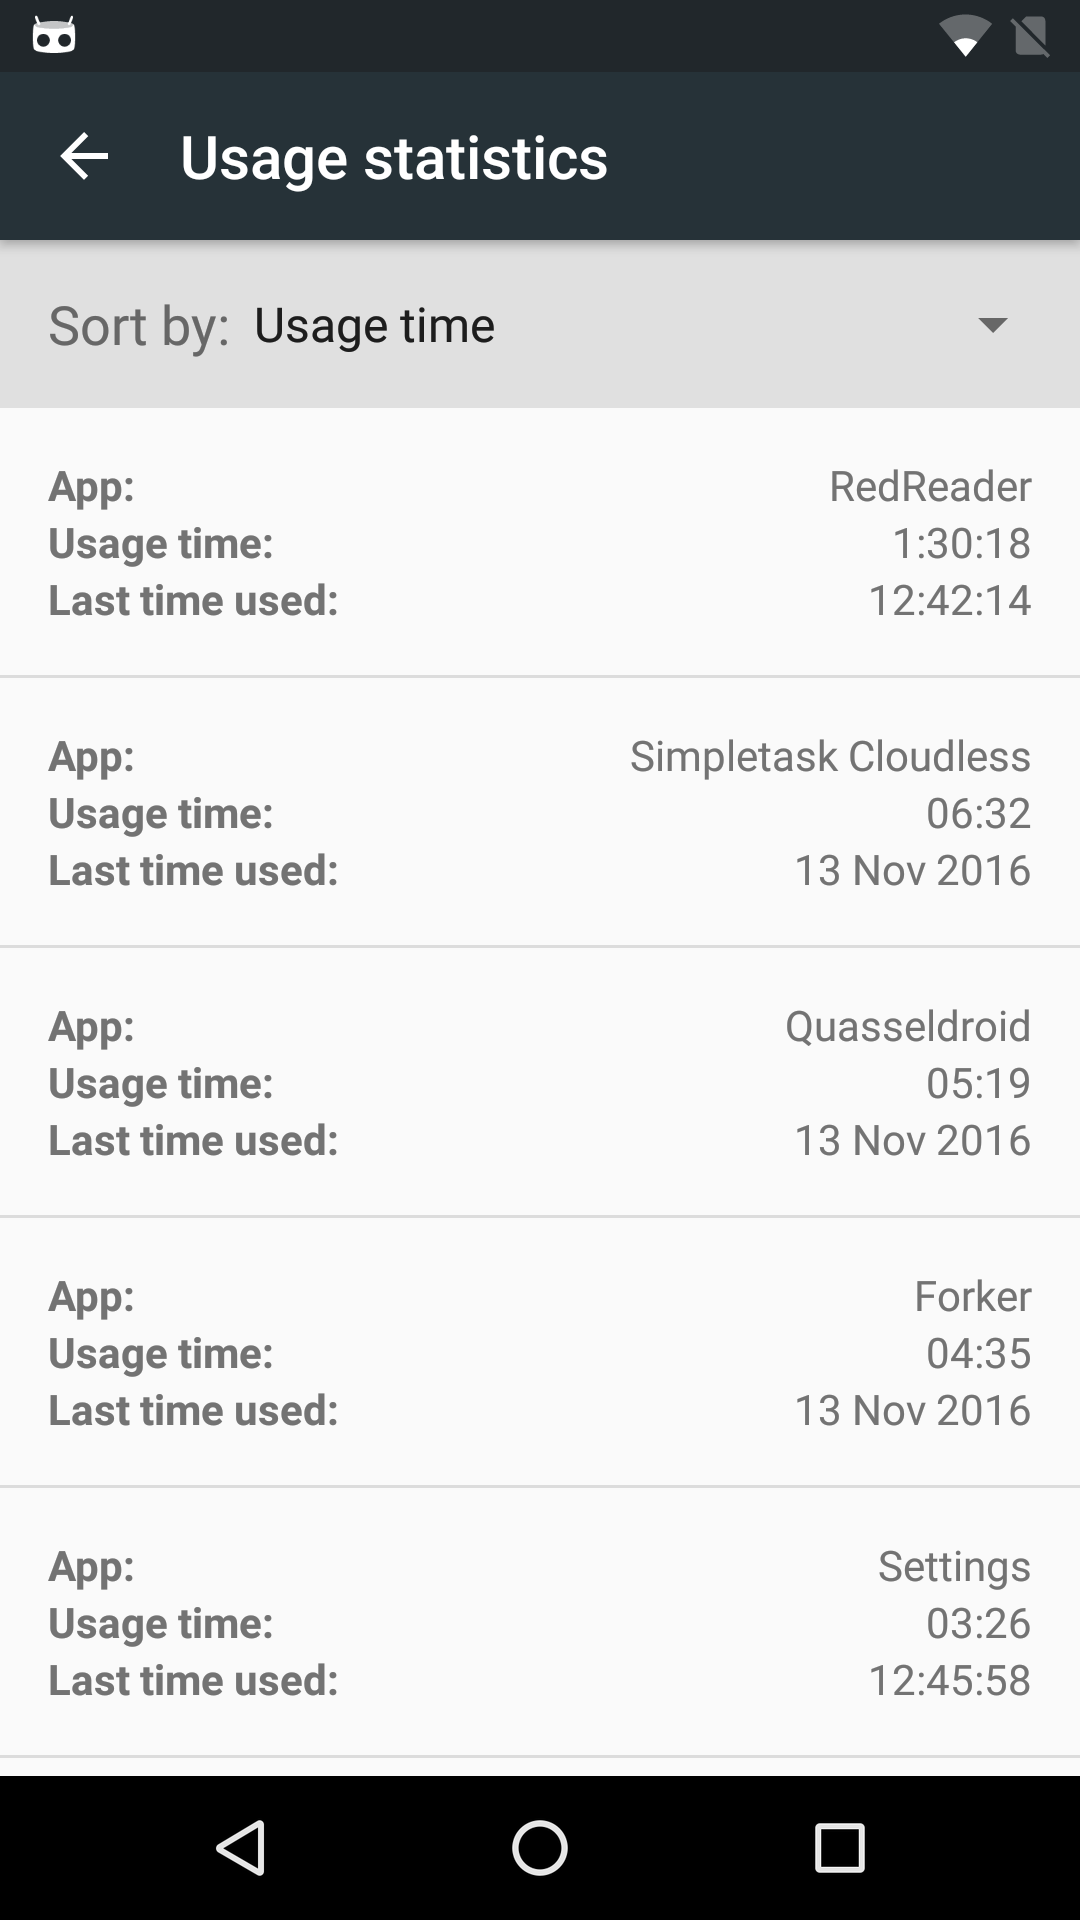 Usage statistics
Sort by: Usage time
App: RedReader
Usage time: 1:30:18
Last time used: 12:42:14
App: Simpletask Cloudless
Usage time: 06:32
Last time used: 13 Nov 2016
App: Quasseldroid
Usage time: 05:19
Last time used: 13 Nov 2016
App: Forker
Usage time: 04:35
Last time used: 13 Nov 2016
App: Settings
Usage time: 03:26
Last time used: 12:45:58